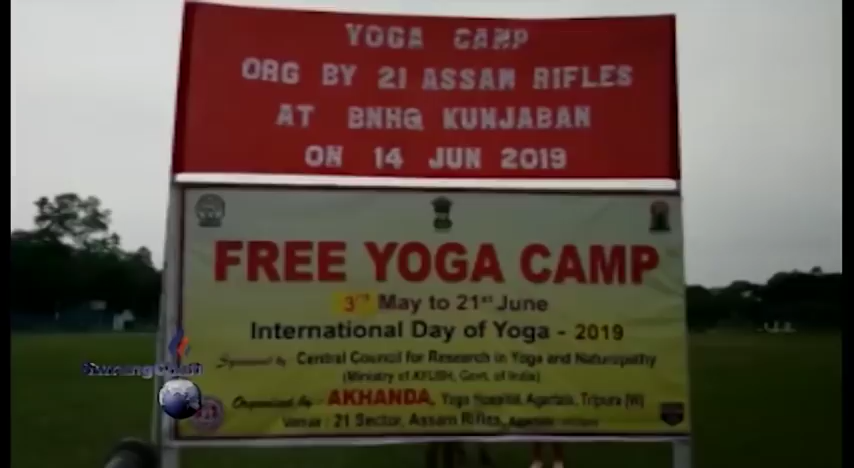 YOGA CAMP
ORG BY 21 ASSAM RIFLES
AT BNHQ KUNJABAN
ON 14 JUN 2019
FREE YOGA CAMP
3rd May to 21st June
International Day of Yoga - 2019
Sponsored by - Central Council for Research in Yoga and Naturopathy
(Ministry of AYUSH, Govt. of India)
Organized by - AKHANDA, Yoga Hospital, Agartala, Tripura (W)
Venue : 21 Sector, Assam Rifles,